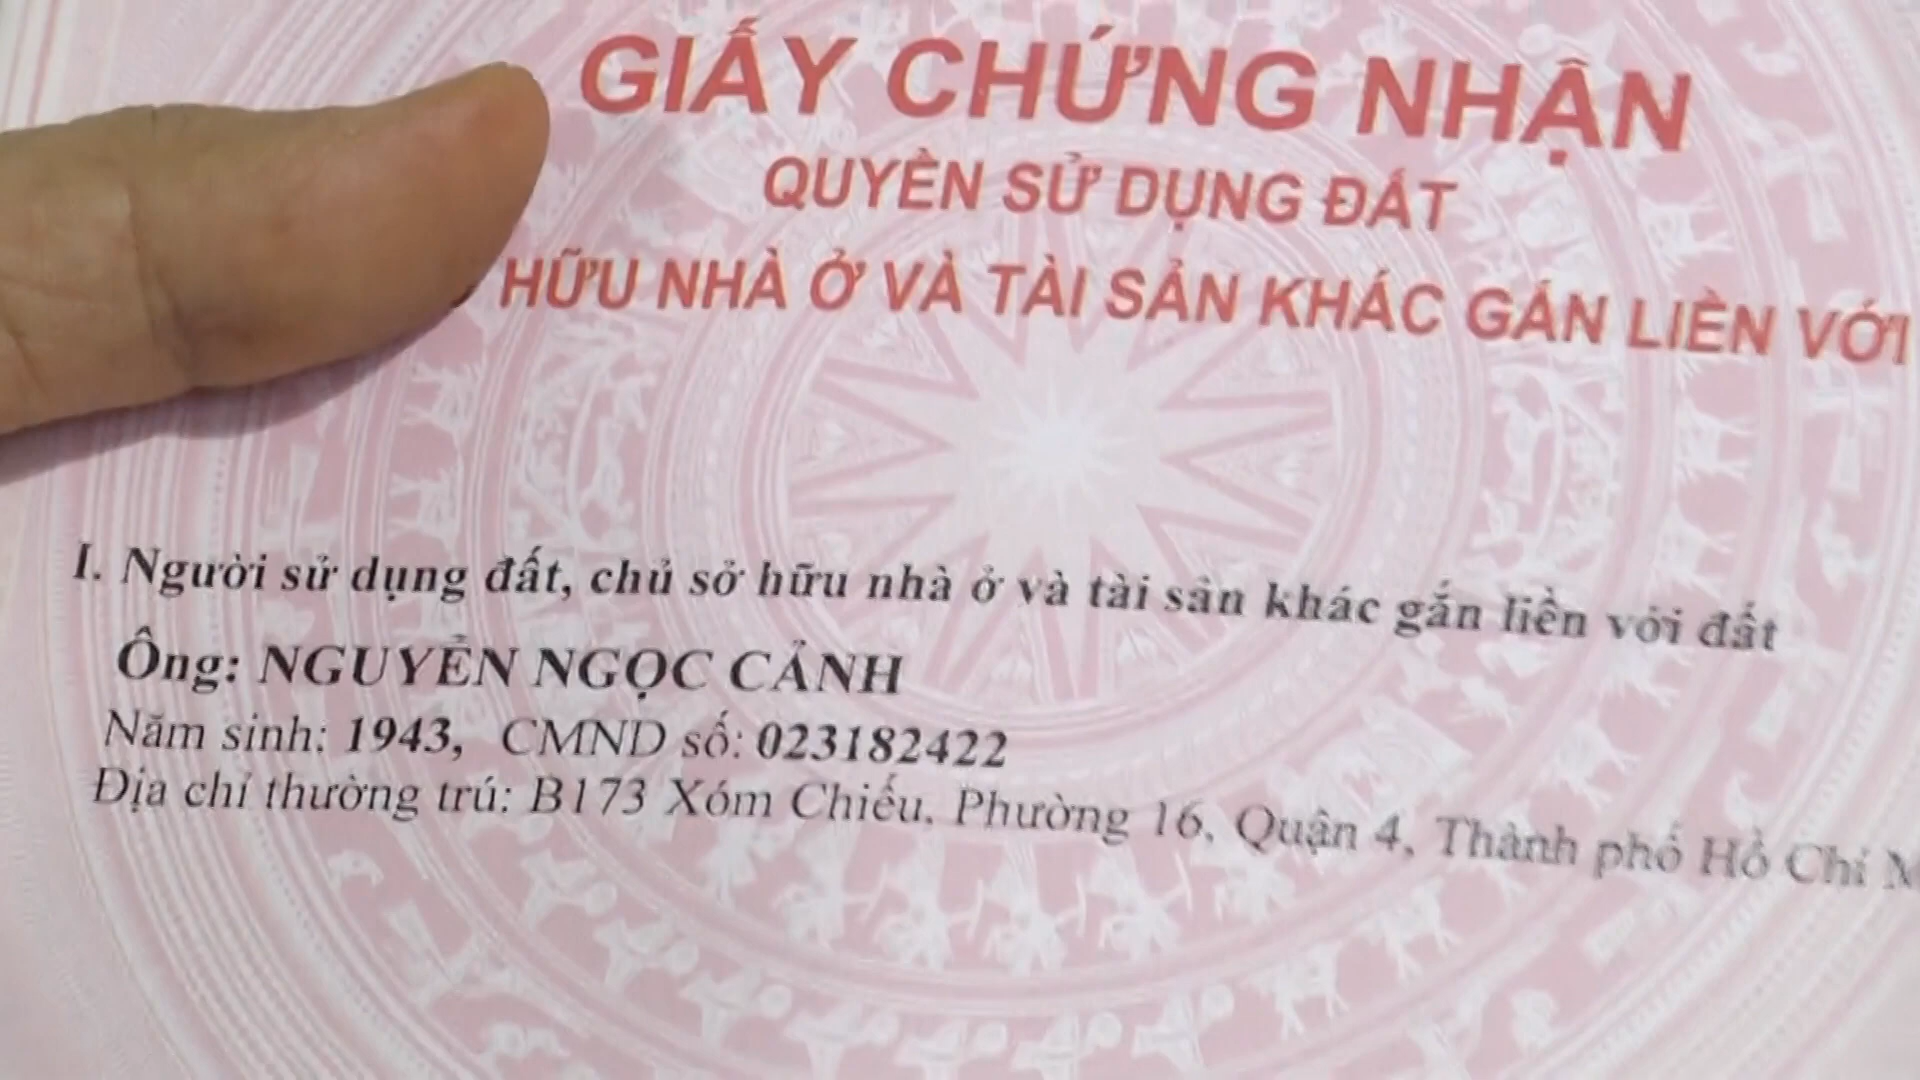 GIẤY CHỨNG NHẬN
QUYỀN SỬ DỤNG ĐẤT
HỮU NHÀ Ở VÀ TÀI SẢN KHÁC GẮN LIỀN VỚI
I. Người sử dụng đất, chủ sở hữu nhà ở và tài sản khác gắn liền với đất
Ông: NGUYỄN NGỌC CẢNH
Năm sinh: 1943, CMND số: 023182422
Địa chỉ thường trú: B173 Xóm Chiếu, Phường 16, Quận 4, Thành phố Hồ Chí